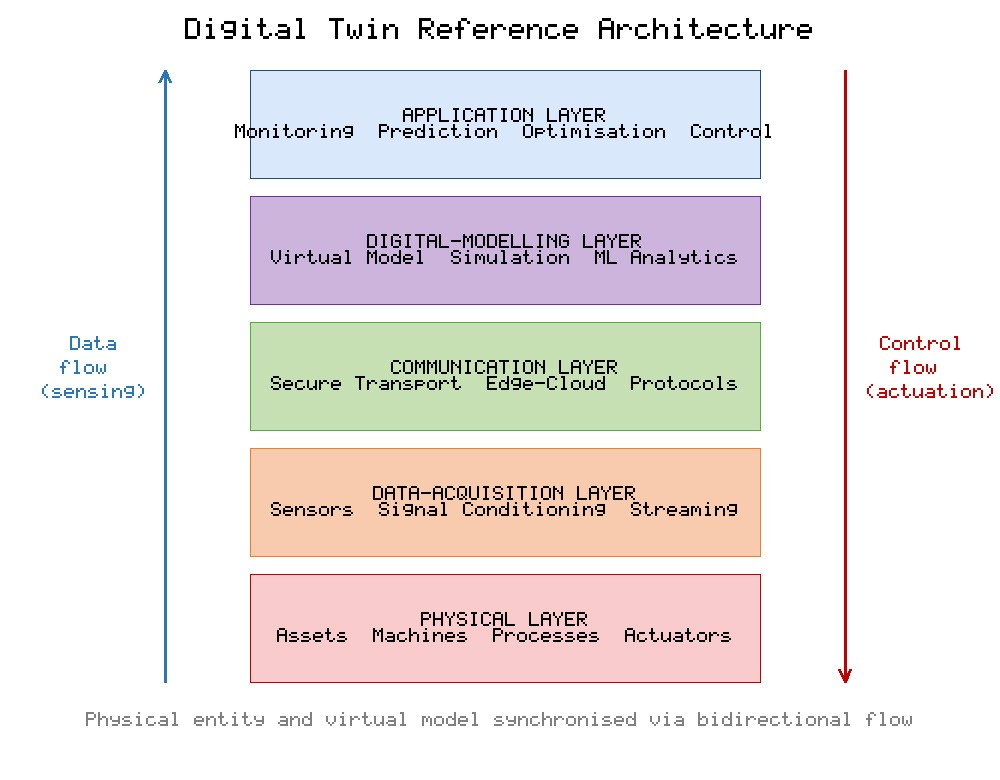 Digital Twin Reference Architecture
APPLICATION LAYER
Monitoring  Prediction  Optimisation  Control
DIGITAL-MODELLING LAYER
Virtual Model  Simulation  ML Analytics
Data
flow
(sensing)
COMMUNICATION LAYER
Secure Transport  Edge-Cloud  Protocols
Control
flow
(actuation)
DATA-ACQUISITION LAYER
Sensors  Signal Conditioning  Streaming
PHYSICAL LAYER
Assets  Machines  Processes  Actuators
Physical entity and virtual model synchronised via bidirectional flow